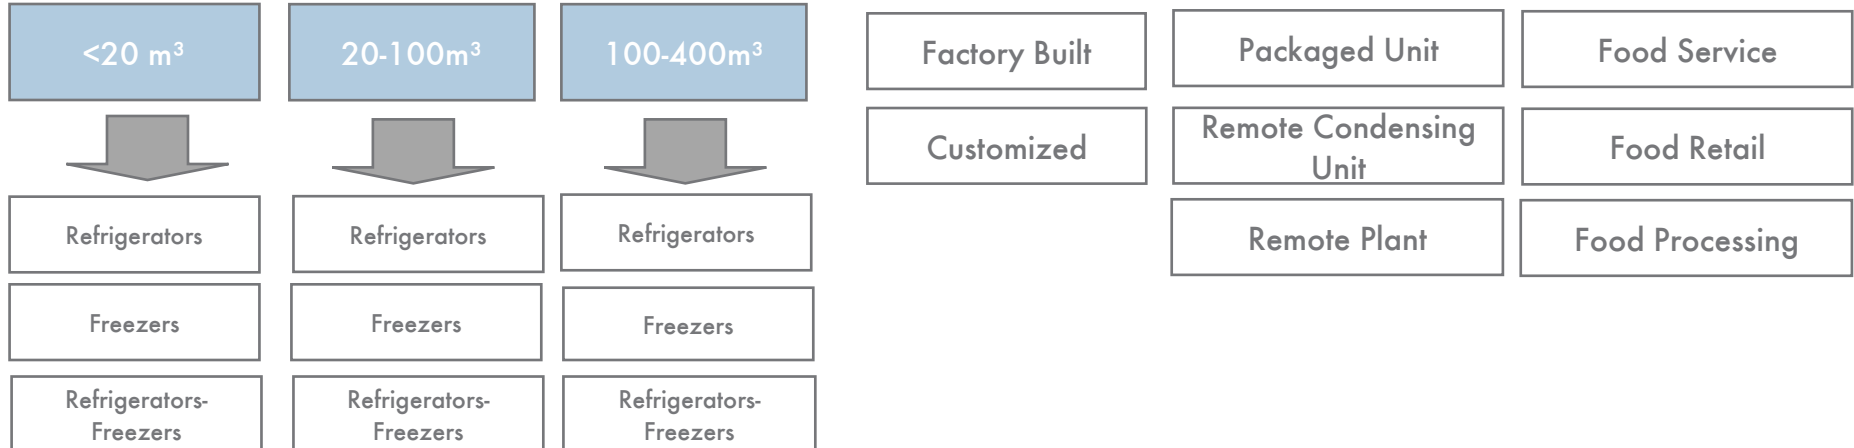 <20 m³
20-100m³
100-400m³
Factory Built
Packaged Unit
Food Service
Customized
Remote Condensing
Unit
Food Retail
Remote Plant
Food Processing
Refrigerators
Refrigerators
Refrigerators
Freezers
Freezers
Freezers
Refrigerators-
Freezers
Refrigerators-
Freezers
Refrigerators-
Freezers